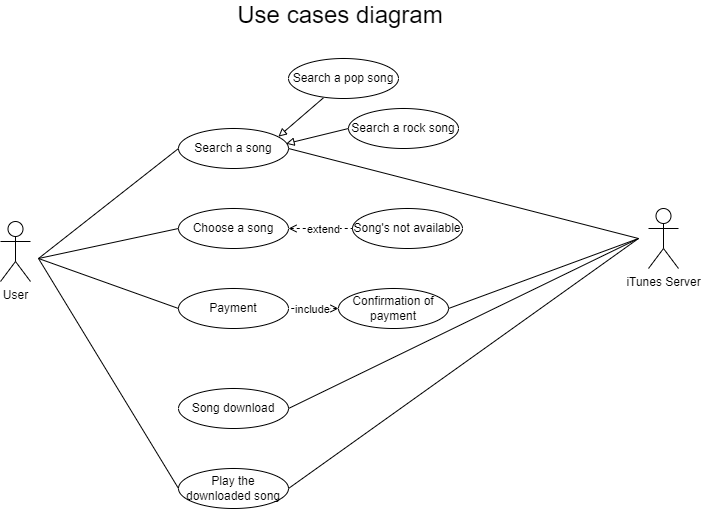 Use cases diagram
Search a pop song
Search a rock song
Search a song
Choose a song
extend
Song's not available
User
iTunes Server
Payment
include
Confirmation of
payment
Song download
Play the
downloaded song